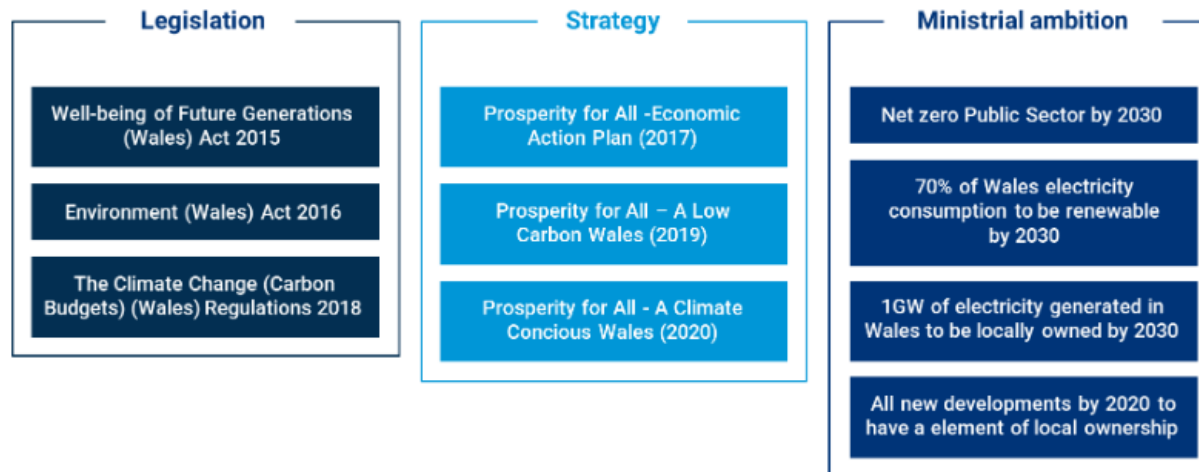 Legislation
Well-being of Future Generations
(Wales) Act 2015
Environment (Wales) Act 2016
The Climate Change (Carbon
Budgets) (Wales) Regulations 2018
Strategy
Prosperity for All -Economic
Action Plan (2017)
Prosperity for All – A Low
Carbon Wales (2019)
Prosperity for All - A Climate
Concious Wales (2020)
Ministrial ambition
Net zero Public Sector by 2030
70% of Wales electricity
consumption to be renewable
by 2030
1GW of electricity generated in
Wales to be locally owned by 2030
All new developments by 2020 to
have a element of local ownership